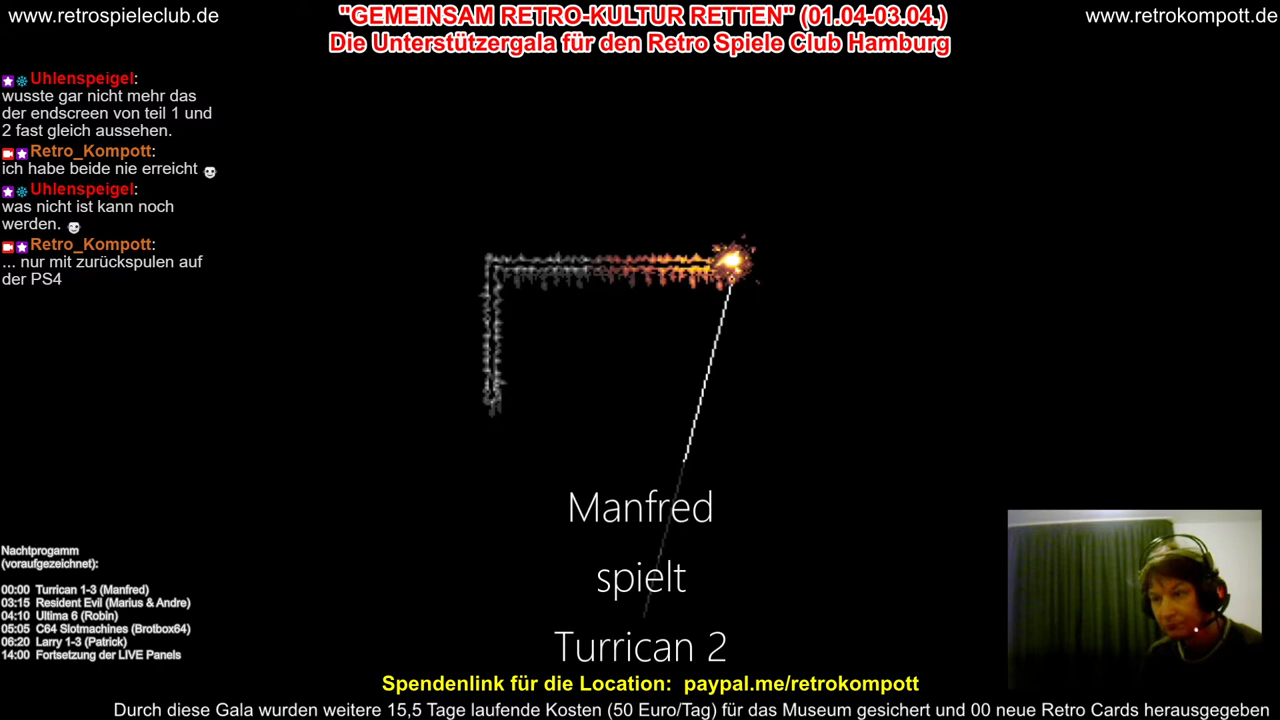 www.retrospieleclub.de
"GEMEINSAM RETRO-KULTUR RETTEN" (01.04-03.04.)
www.retrokompott.de
Die Unterstützergala für den Retro Spiele Club Hamburg
Uhlenspeigel:
wusste gar nicht mehr das
der endscreen von teil 1 und
2 fast gleich aussehen.
Retro_Kompott:
ich habe beide nie erreicht
Uhlenspeigel:
was nicht ist kann noch
werden.
Retro_Kompott:
... nur mit zurückspulen auf
der PS4
Manfred
spielt
Turrican 2
Nachtprogamm
(voraufgezeichnet):
00:00 Turrican 1-3 (Manfred)
03:15 Resident Evil (Marius & Andre)
04:10 Ultima 6 (Robin)
05:05 C64 Slotmachines (Brotbox64)
06:20 Larry 1-3 (Patrick)
14:00 Fortsetzung der LIVE Panels
Spendenlink für die Location: paypal.me/retrokompott
Durch diese Gala wurden weitere 15,5 Tage laufende Kosten (50 Euro/Tag) für das Museum gesichert und 00 neue Retro Cards herausgegeben